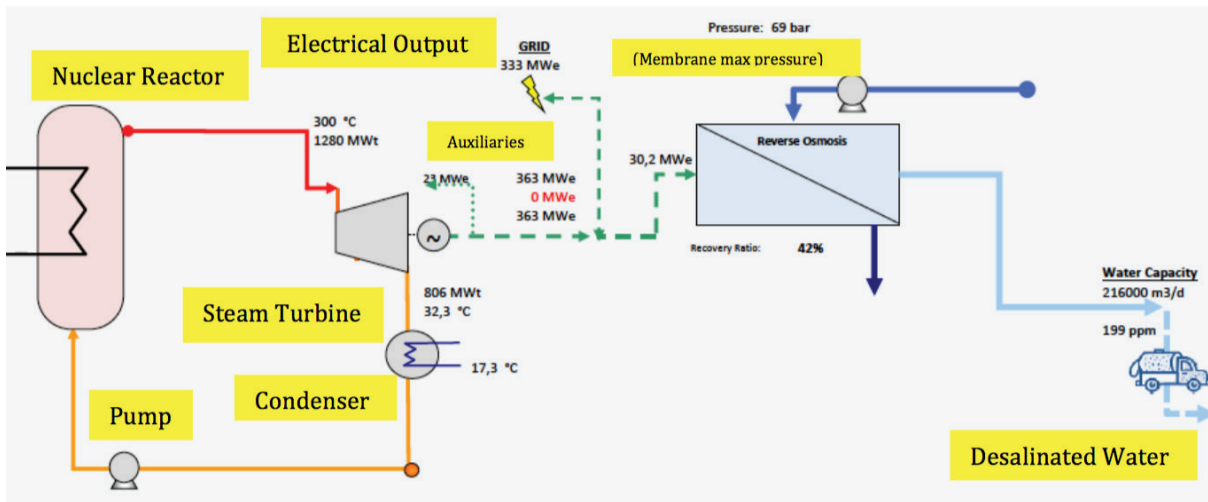 Pressure: 69 bar
Electrical Output
GRID
333 MWe
(Membrane max pressure)
Nuclear Reactor
300 °C
1280 MWt
Auxiliaries
Reverse Osmosis
30,2 MWe
23 MWe
363 MWe
0 MWe
363 MWe
~
Recovery Ratio: 42%
Water Capacity
216000 m3/d
199 ppm
806 MWt
32,3 °C
Steam Turbine
17,3 °C
Condenser
Pump
Desalinated Water